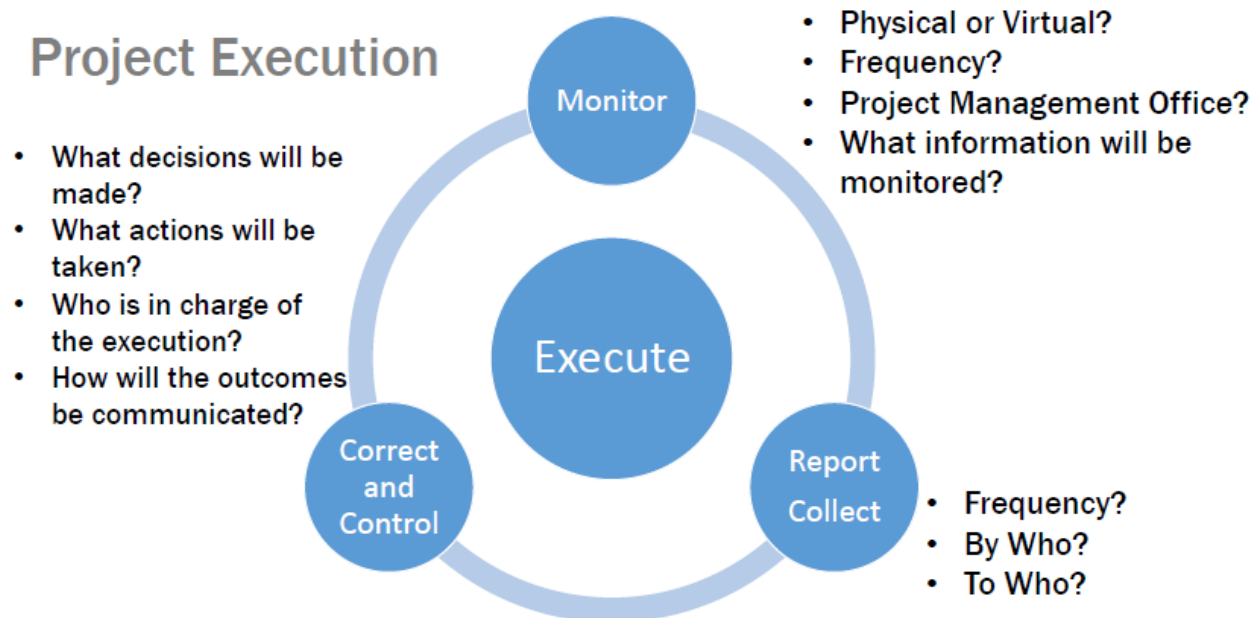 Project Execution
Monitor
• Physical or Virtual?
• Frequency?
• Project Management Office?
• What information will be
monitored?
• What decisions will be
made?
• What actions will be
taken?
• Who is in charge of
the execution?
• How will the outcomes
be communicated?
Execute
Correct
and
Control
Report
Collect
• Frequency?
• By Who?
• To Who?